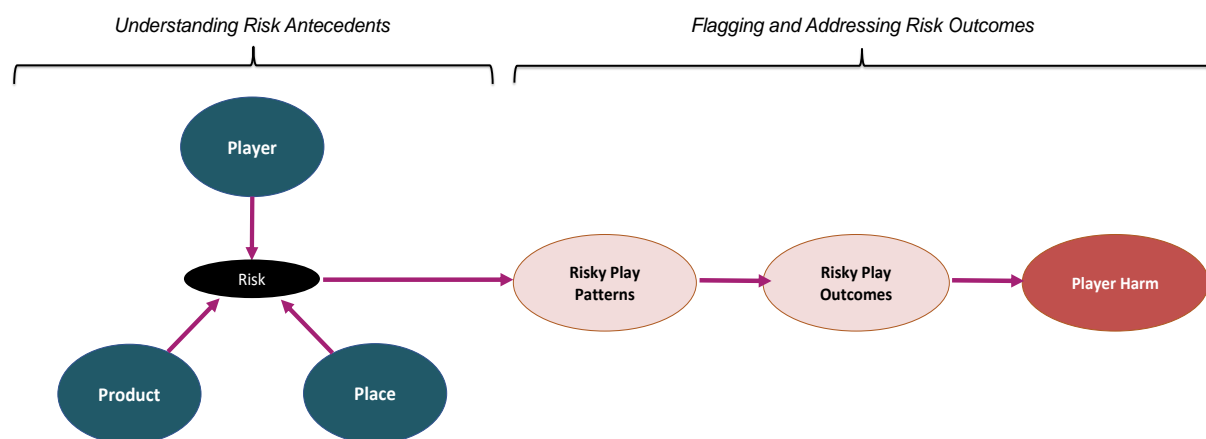 Understanding Risk Antecedents
Flagging and Addressing Risk Outcomes
Player
Risk
Risky Play
Patterns
Risky Play
Outcomes
Player Harm
Product
Place